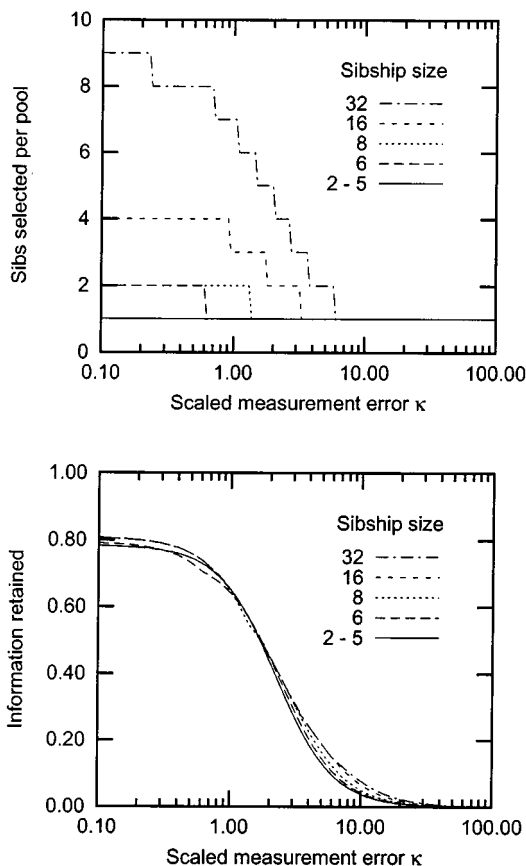 10
8
6
4
2
0
Sibs selected per pool
Sibship size
32
16
8
6
2 - 5
0.10 1.00 10.00 100.00
Scaled measurement error κ
1.00
0.80
0.60
0.40
0.20
0.00
Information retained
Sibship size
32
16
8
6
2 - 5
0.10 1.00 10.00 100.00
Scaled measurement error κ